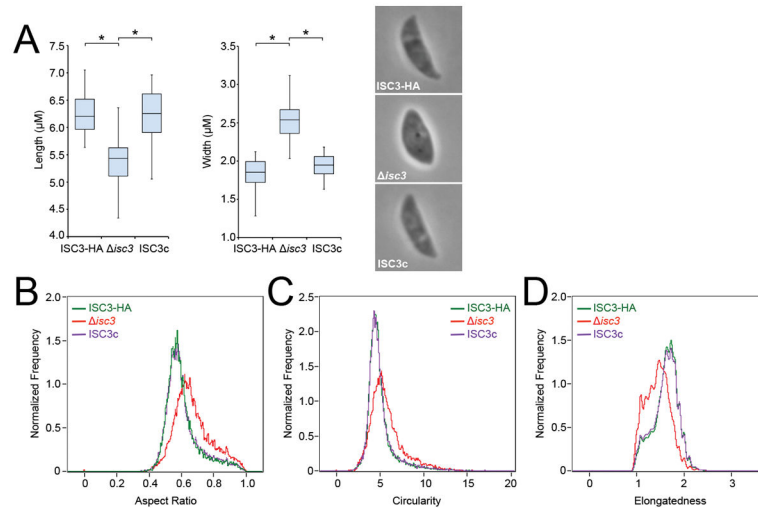 A
* *
* *
Length (μM)
7.5
7.0
6.5
6.0
5.5
5.0
4.5
4.0
ISC3-HA Δisc3 ISC3c
Width (μM)
3.5
3.0
2.5
2.0
1.5
1.0
ISC3-HA Δisc3 ISC3c
ISC3-HA
Δisc3
ISC3c
B
Normalized Frequency
2.0
1.5
1.0
0.5
0
0 0.2 0.4 0.6 0.8 1.0
Aspect Ratio
ISC3-HA
Δisc3
ISC3c
C
Normalized Frequency
2.5
2.0
1.5
1.0
0.5
0
0 5 10 15 20
Circularity
ISC3-HA
Δisc3
ISC3c
D
Normalized Frequency
2.0
1.5
1.0
0.5
0
0 1 2 3
Elongatedness
ISC3-HA
Δisc3
ISC3c